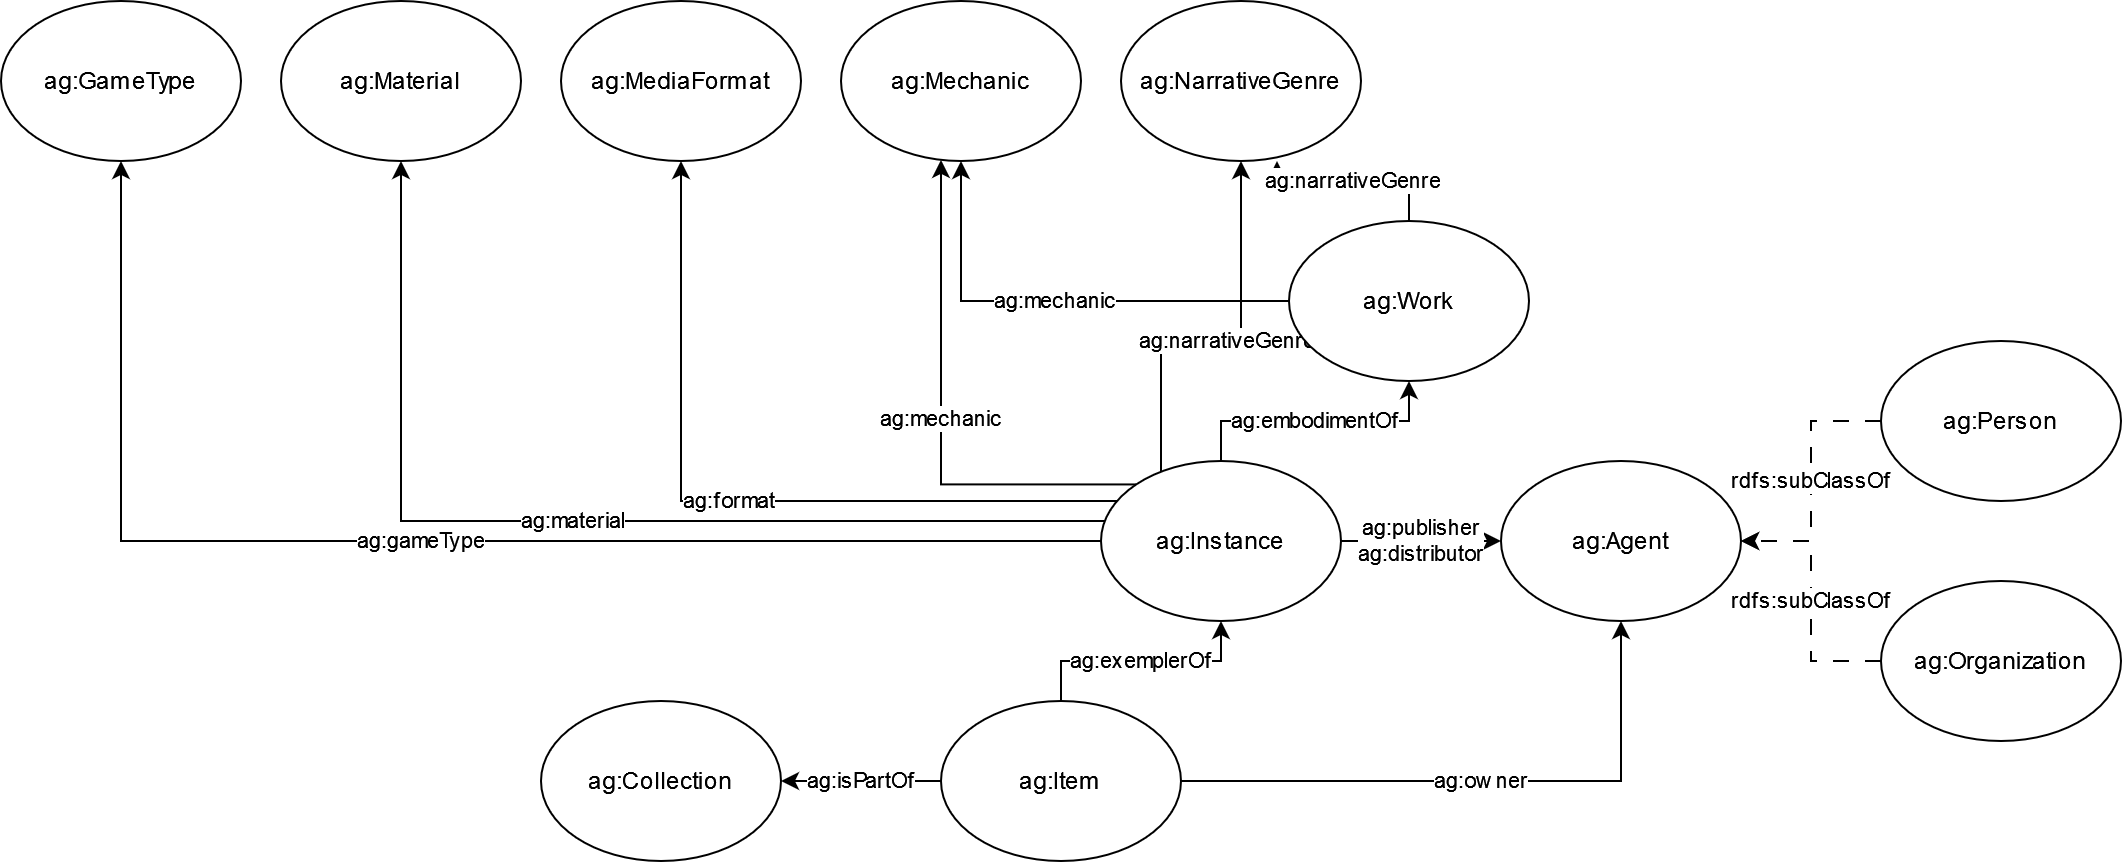 ag:GameType
ag:Material
ag:MediaFormat
ag:Mechanic
ag:NarrativeGenre
ag:narrativeGenre
ag:mechanic
ag:Work
ag:narrativeGenre
ag:mechanic
ag:embodimentOf
ag:Person
rdfs:subClassOf
ag:format
ag:material
ag:gameType
ag:Instance
ag:publisher
ag:distributor
ag:Agent
rdfs:subClassOf
ag:exemplerOf
ag:Organization
ag:Collection
ag:isPartOf
ag:Item
ag:owner